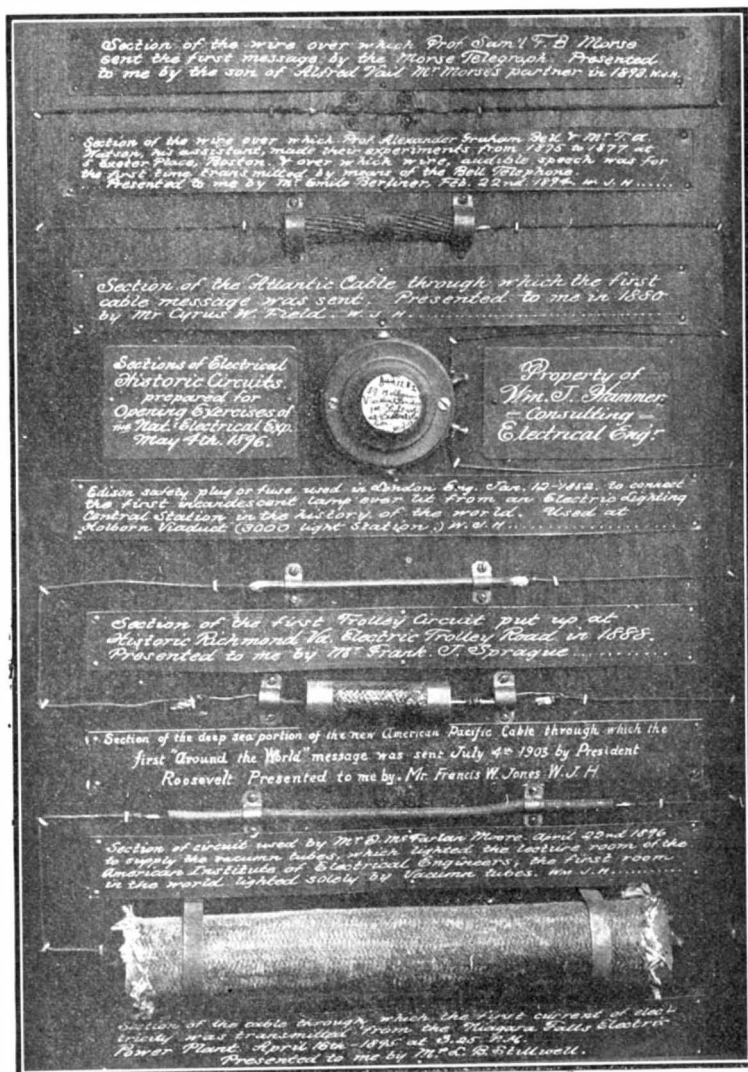 Section of the wire over which Prof. Sam'l F. B Morse
sent the first message by the Morse Telegraph. Presented
to me by the son of Alfred Vail Mr Morse's partner in 1893. W.J.H.
Section of the wire over which Prof. Alexander Graham Bell & Mr T. A.
Watson, his assistant, made their experiments from 1875 to 1877 at
5 Exeter Place, Boston & over which wire, audible speech was for
the first time transmitted by means of the Bell Telephone.
Presented to me by Mr Emile Berliner, Feb. 22nd 1894 W. J. H
Section of the Atlantic Cable through which the first
cable message was sent. Presented to me in 1880
by Mr Cyrus W. Field W. J. H.
Sections of Electrical
Historic Circuits
prepared for
Opening Exercises of
the Nat. Electrical Exp.
May 4th. 1896.
Property of
Wm. J. Hammer.
Consulting
Electrical Engr
Edison safety plug or fuse used in London Eng. Jan. 12-1882. to connect
the first incandescent lamp ever lit from an Electric Lighting
Central Station in the history of the world. Used at
Holborn Viaduct (3000 light Station.) W. J. H
Section of the first Trolley Circuit put up at
Historic Richmond Va. Electric Trolley Road in 1888.
Presented to me by Mr Frank J. Sprague
Section of the deep sea portion of the new American Pacific Cable through which the
first "Around the World" message was sent July 4th 1903 by President
Roosevelt Presented to me by. Mr. Francis W. Jones W. J. H
Section of circuit used by Mr D. McFarlan Moore. April 22nd 1896
to supply the vacumn tubes, which lighted the lecture room of the
American Institute of Electrical Engineers, the first room
in the world lighted solely by Vacumn tubes. Wm J. H.
Section of the cable through which the first current of elec-
tricity was transmitted from the Niagara Falls Electric
Power Plant. April 16th-1895 at 3.25 P.M.
Presented to me by Mr L. B. Stillwell.